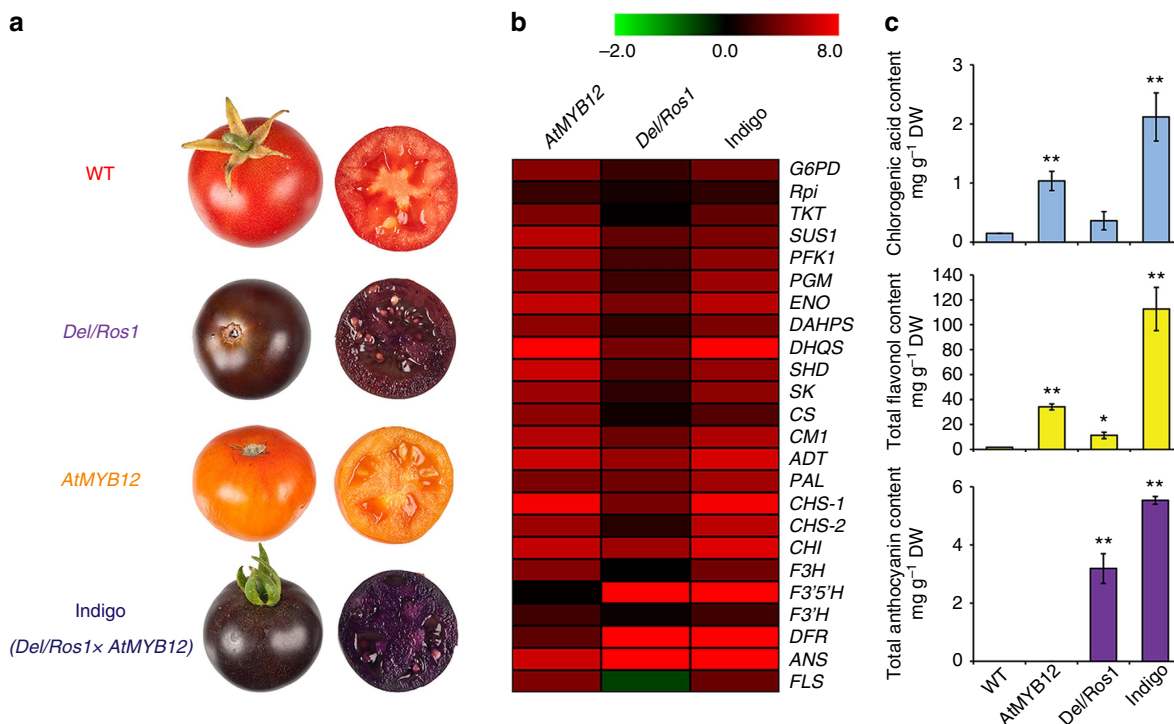 a
WT
Del/Ros1
AtMYB12
Indigo
(Del/Ros1× AtMYB12)
b
–2.0 0.0 8.0
AtMYB12 Del/Ros1 Indigo
G6PD
Rpi
TKT
SUS1
PFK1
PGM
ENO
DAHPS
DHQS
SHD
SK
CS
CM1
ADT
PAL
CHS-1
CHS-2
CHI
F3H
F3'5'H
F3'H
DFR
ANS
FLS
c
Chlorogenic acid content
mg g⁻¹ DW
3
2
1
0
**
**
Total flavonol content
mg g⁻¹ DW
140
120
100
80
60
40
20
0
**
*
**
Total anthocyanin content
mg g⁻¹ DW
6
4
2
0
**
**
WT AtMYB12 Del/Ros1 Indigo